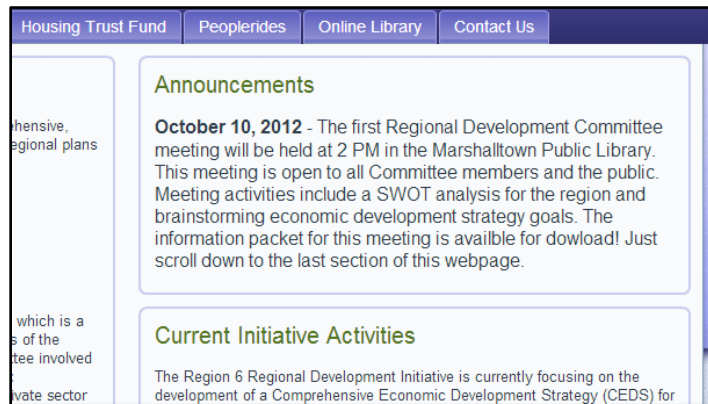 Housing Trust Fund Peoplerides Online Library Contact Us
hensive,
egional plans
which is a
s of the
tee involved
ivate sector
Announcements
October 10, 2012 - The first Regional Development Committee
meeting will be held at 2 PM in the Marshalltown Public Library.
This meeting is open to all Committee members and the public.
Meeting activities include a SWOT analysis for the region and
brainstorming economic development strategy goals. The
information packet for this meeting is availble for dowload! Just
scroll down to the last section of this webpage.
Current Initiative Activities
The Region 6 Regional Development Initiative is currently focusing on the
development of a Comprehensive Economic Development Strategy (CEDS) for